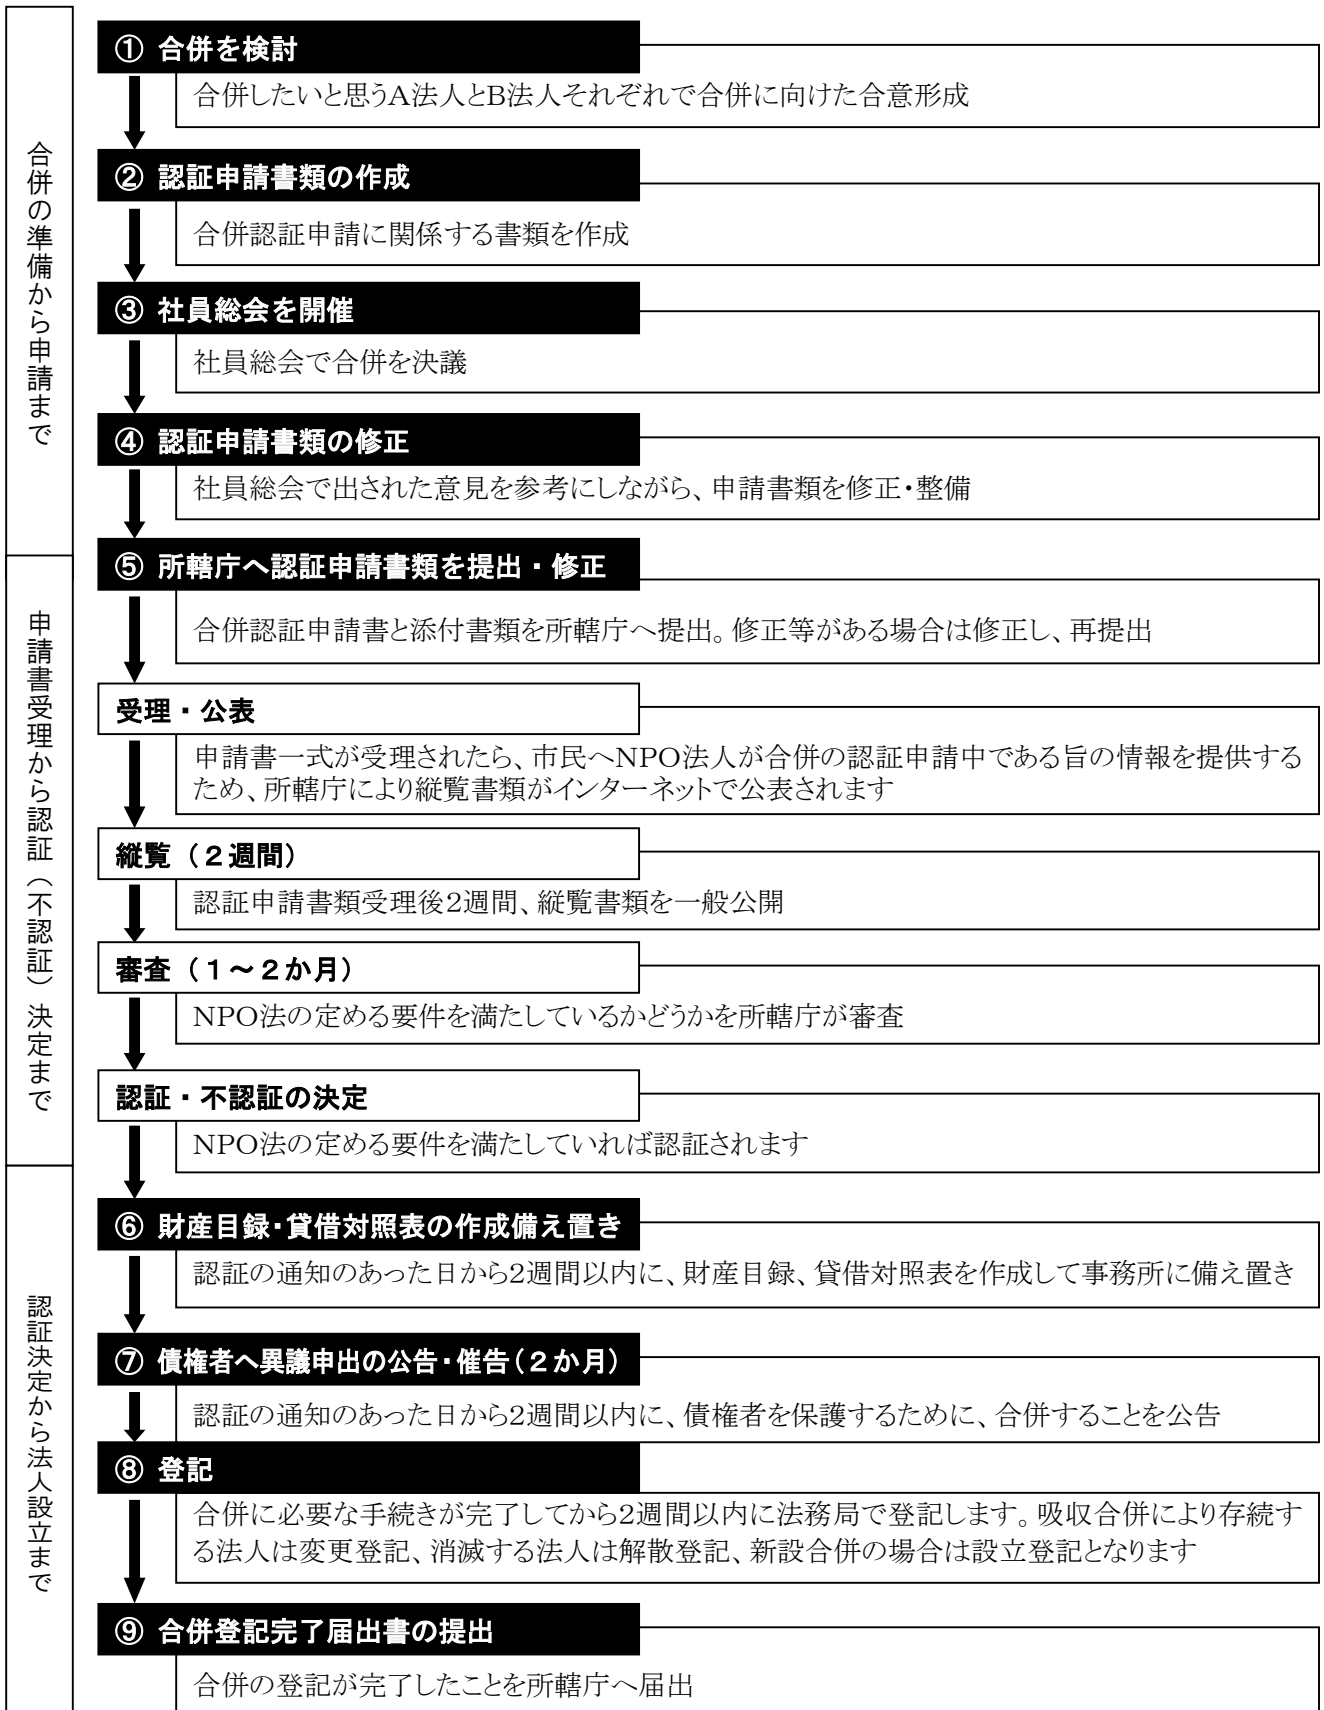 合併の準備から申請まで
① 合併を検討
合併したいと思うA法人とB法人それぞれで合併に向けた合意形成
② 認証申請書類の作成
合併認証申請に関係する書類を作成
③ 社員総会を開催
社員総会で合併を決議
④ 認証申請書類の修正
社員総会で出された意見を参考にしながら、申請書類を修正・整備
申請書受理から認証（不認証）決定まで
⑤ 所轄庁へ認証申請書類を提出・修正
合併認証申請書と添付書類を所轄庁へ提出。修正等がある場合は修正し、再提出
受理・公表
申請書一式が受理されたら、市民へNPO法人が合併の認証申請中である旨の情報を提供する
ため、所轄庁により縦覧書類がインターネットで公表されます
縦覧（２週間）
認証申請書類受理後2週間、縦覧書類を一般公開
審査（１～２か月）
NPO法の定める要件を満たしているかどうかを所轄庁が審査
認証・不認証の決定
NPO法の定める要件を満たしていれば認証されます
認証決定から法人設立まで
⑥ 財産目録・貸借対照表の作成備え置き
認証の通知のあった日から2週間以内に、財産目録、貸借対照表を作成して事務所に備え置き
⑦ 債権者へ異議申出の公告・催告（２か月）
認証の通知のあった日から2週間以内に、債権者を保護するために、合併することを公告
⑧ 登記
合併に必要な手続きが完了してから2週間以内に法務局で登記します。吸収合併により存続す
る法人は変更登記、消滅する法人は解散登記、新設合併の場合は設立登記となります
⑨ 合併登記完了届出書の提出
合併の登記が完了したことを所轄庁へ届出